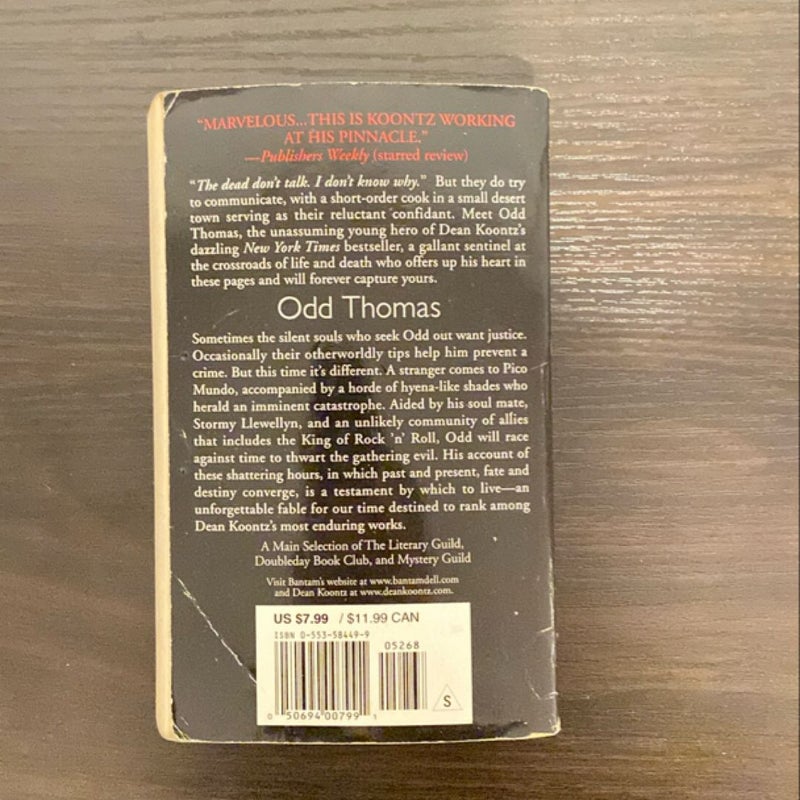 “MARVELOUS...THIS IS KOONTZ WORKING
AT HIS PINNACLE.”
—Publishers Weekly (starred review)
“The dead don’t talk. I don’t know why.” But they do try
to communicate, with a short-order cook in a small desert
town serving as their reluctant confidant. Meet Odd
Thomas, the unassuming young hero of Dean Koontz’s
dazzling New York Times bestseller, a gallant sentinel at
the crossroads of life and death who offers up his heart in
these pages and will forever capture yours.
Odd Thomas
Sometimes the silent souls who seek Odd out want justice.
Occasionally their otherworldly tips help him prevent a
crime. But this time it’s different. A stranger comes to Pico
Mundo, accompanied by a horde of hyena-like shades who
herald an imminent catastrophe. Aided by his soul mate,
Stormy Llewellyn, and an unlikely community of allies
that includes the King of Rock ’n’ Roll, Odd will race
against time to thwart the gathering evil. His account of
these shattering hours, in which past and present, fate and
destiny converge, is a testament by which to live—an
unforgettable fable for our time destined to rank among
Dean Koontz’s most enduring works.
A Main Selection of The Literary Guild,
Doubleday Book Club, and Mystery Guild
Visit Bantam’s website at www.bantamdell.com
and Dean Koontz at www.deankoontz.com.
US $7.99 / $11.99 CAN
ISBN 0-553-58449-9
05268
0 50694 00799 1
S